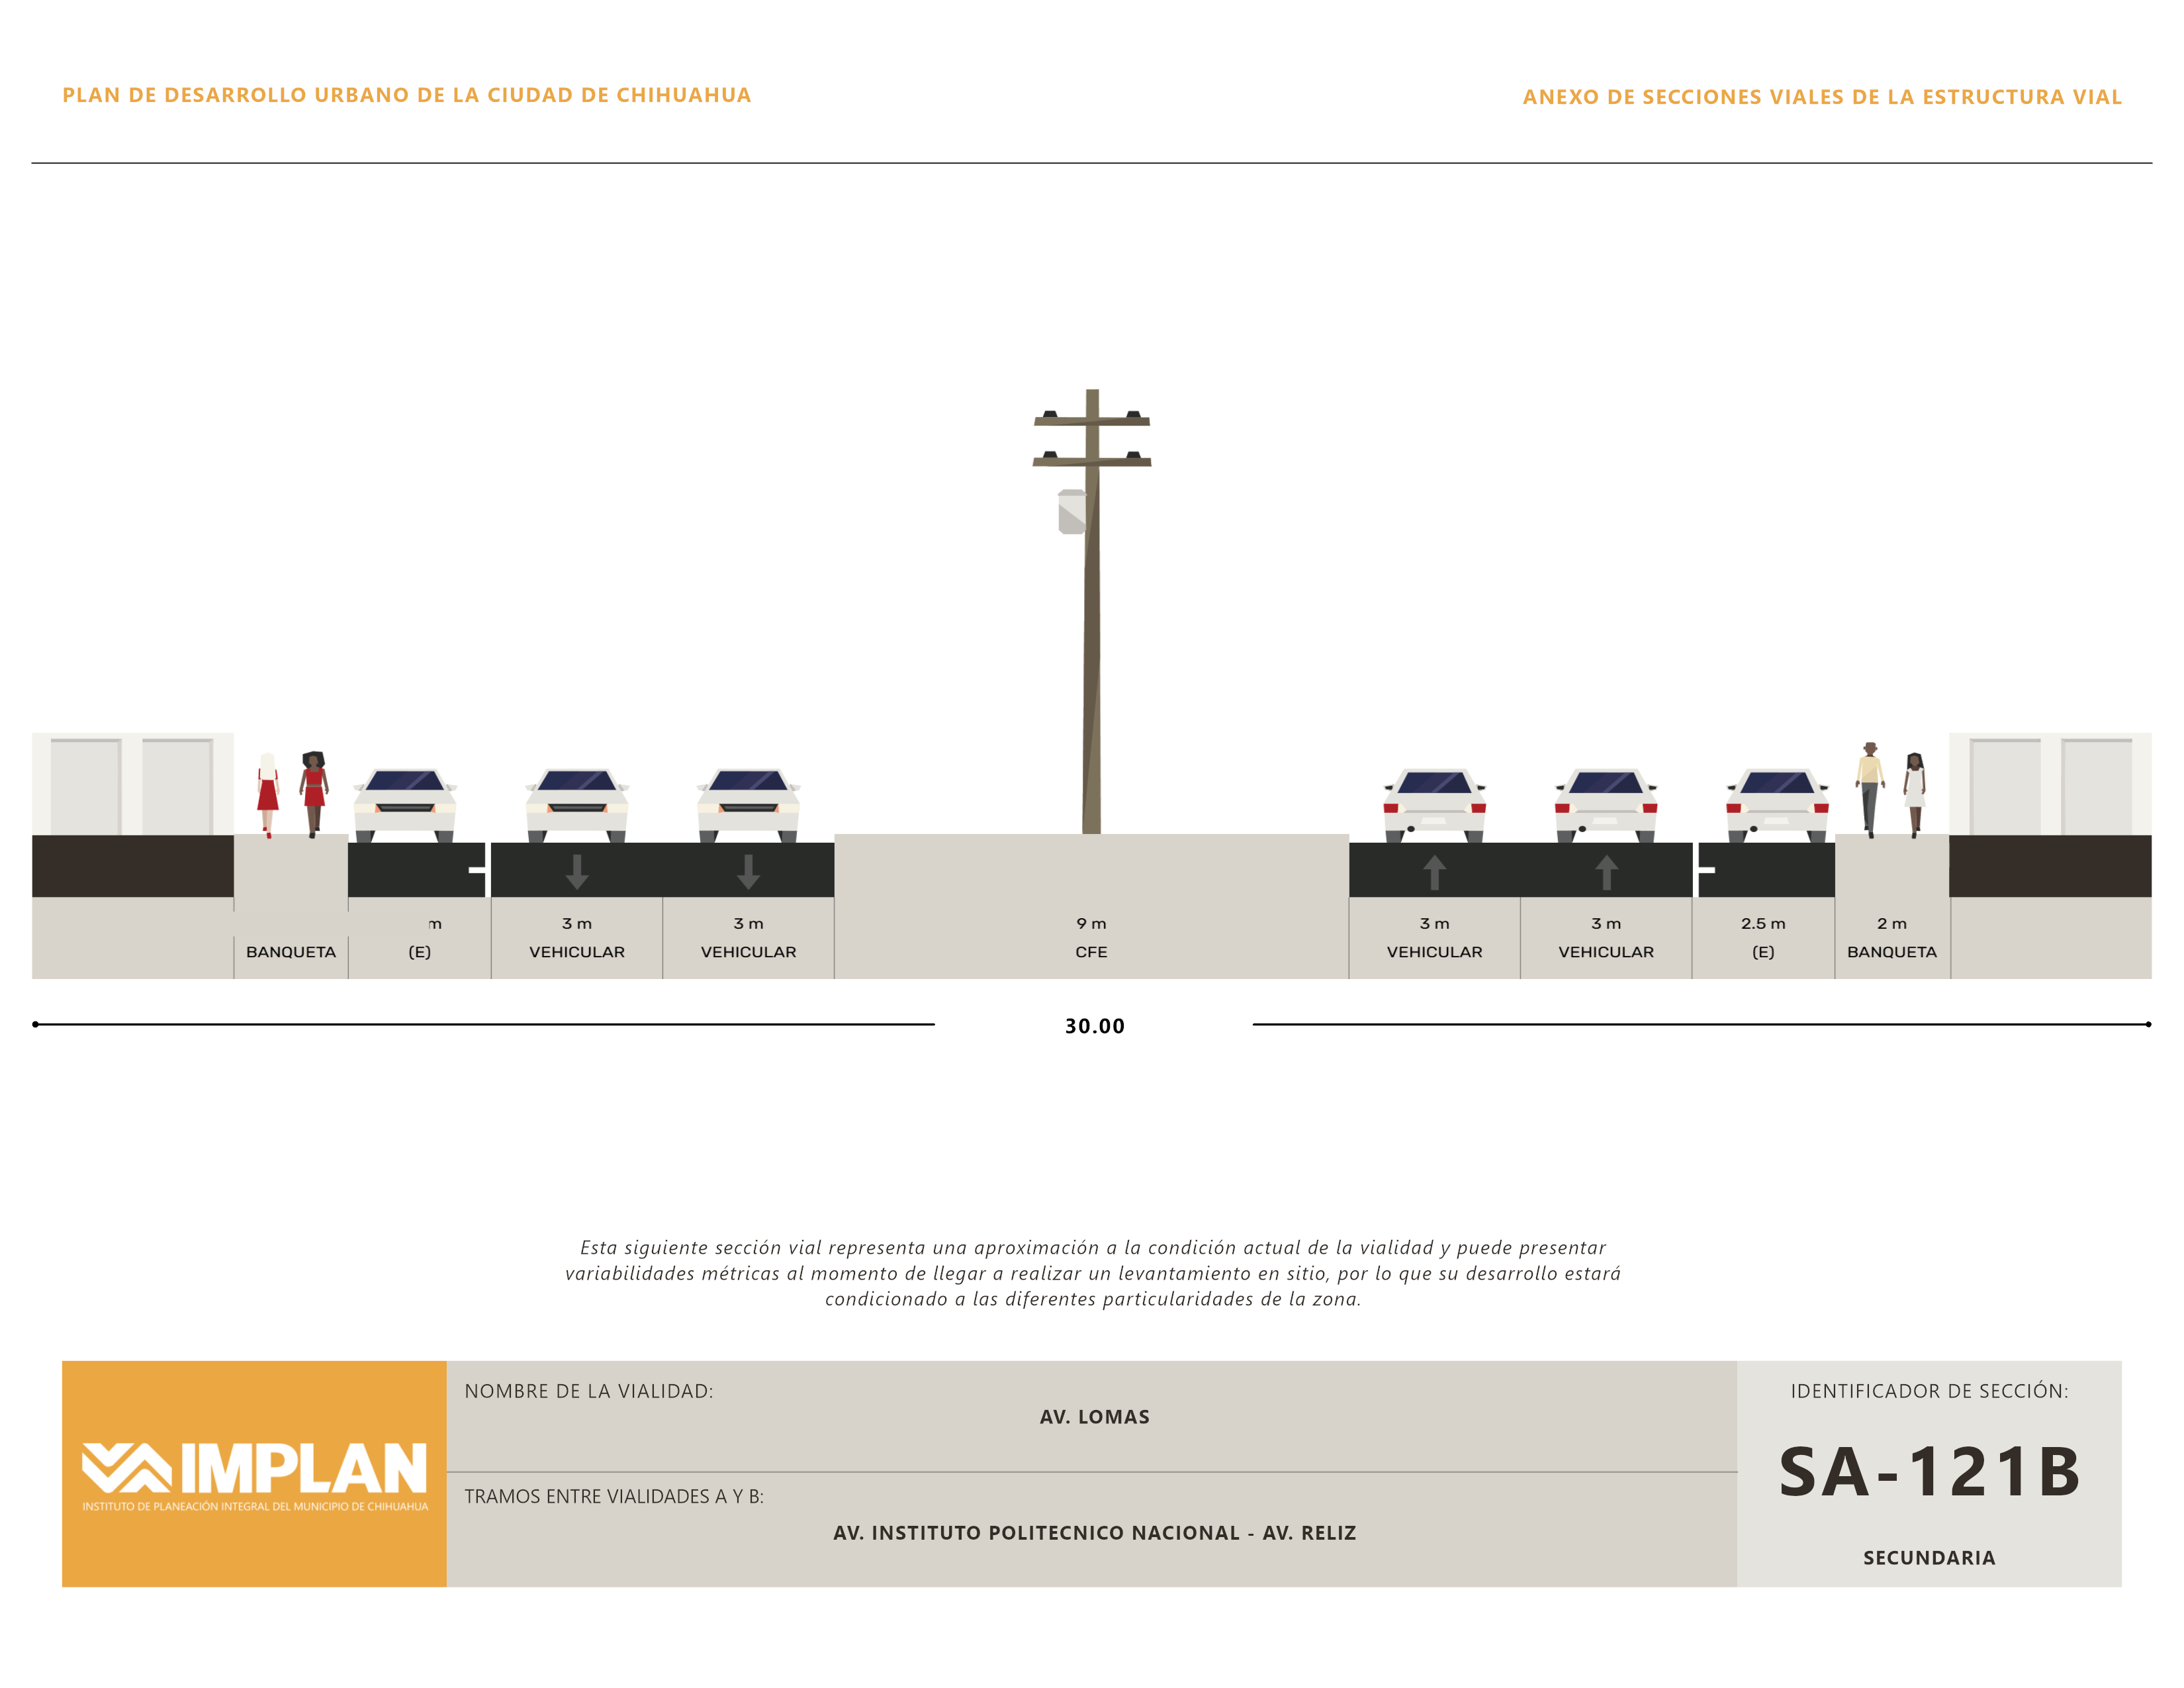 PLAN DE DESARROLLO URBANO DE LA CIUDAD DE CHIHUAHUA
ANEXO DE SECCIONES VIALES DE LA ESTRUCTURA VIAL
m 3 m 3 m 9 m 3 m 3 m 2.5 m 2 m
BANQUETA (E) VEHICULAR VEHICULAR CFE VEHICULAR VEHICULAR (E) BANQUETA
30.00
Esta siguiente sección vial representa una aproximación a la condición actual de la vialidad y puede presentar
variabilidades métricas al momento de llegar a realizar un levantamiento en sitio, por lo que su desarrollo estará
condicionado a las diferentes particularidades de la zona.
IMPLAN
INSTITUTO DE PLANEACIÓN INTEGRAL DEL MUNICIPIO DE CHIHUAHUA
NOMBRE DE LA VIALIDAD:
AV. LOMAS
TRAMOS ENTRE VIALIDADES A Y B:
AV. INSTITUTO POLITECNICO NACIONAL - AV. RELIZ
IDENTIFICADOR DE SECCIÓN:
SA-121B
SECUNDARIA